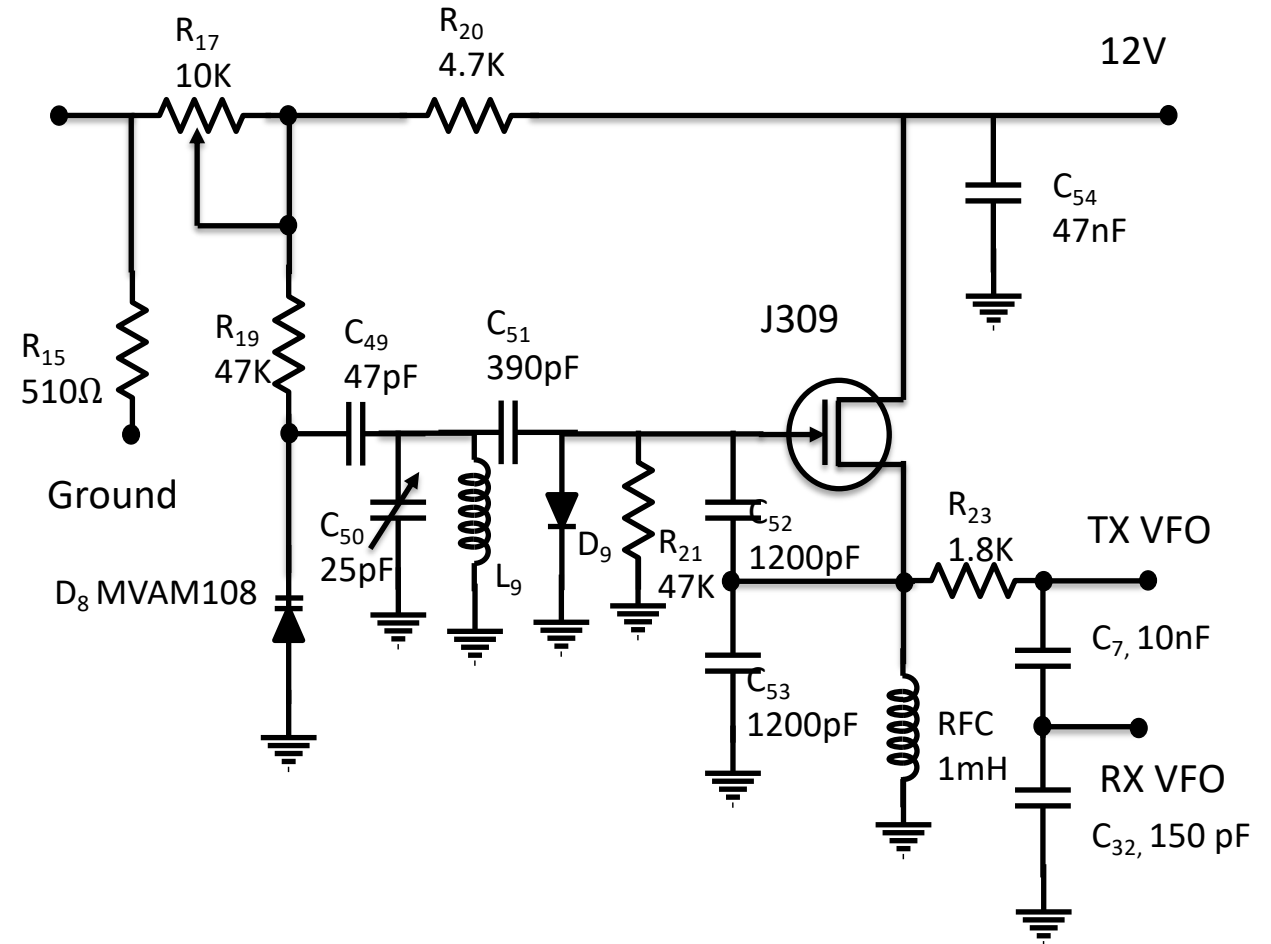 R17
10K
R20
4.7K
12V
C54
47nF
J309
R15
510Ω
R19
47K
C49
47pF
C51
390pF
Ground
C50
25pF
L9
D9
R21
47K
C52
1200pF
R23
1.8K
TX VFO
D8 MVAM108
C7, 10nF
C53
1200pF
RFC
1mH
RX VFO
C32, 150 pF